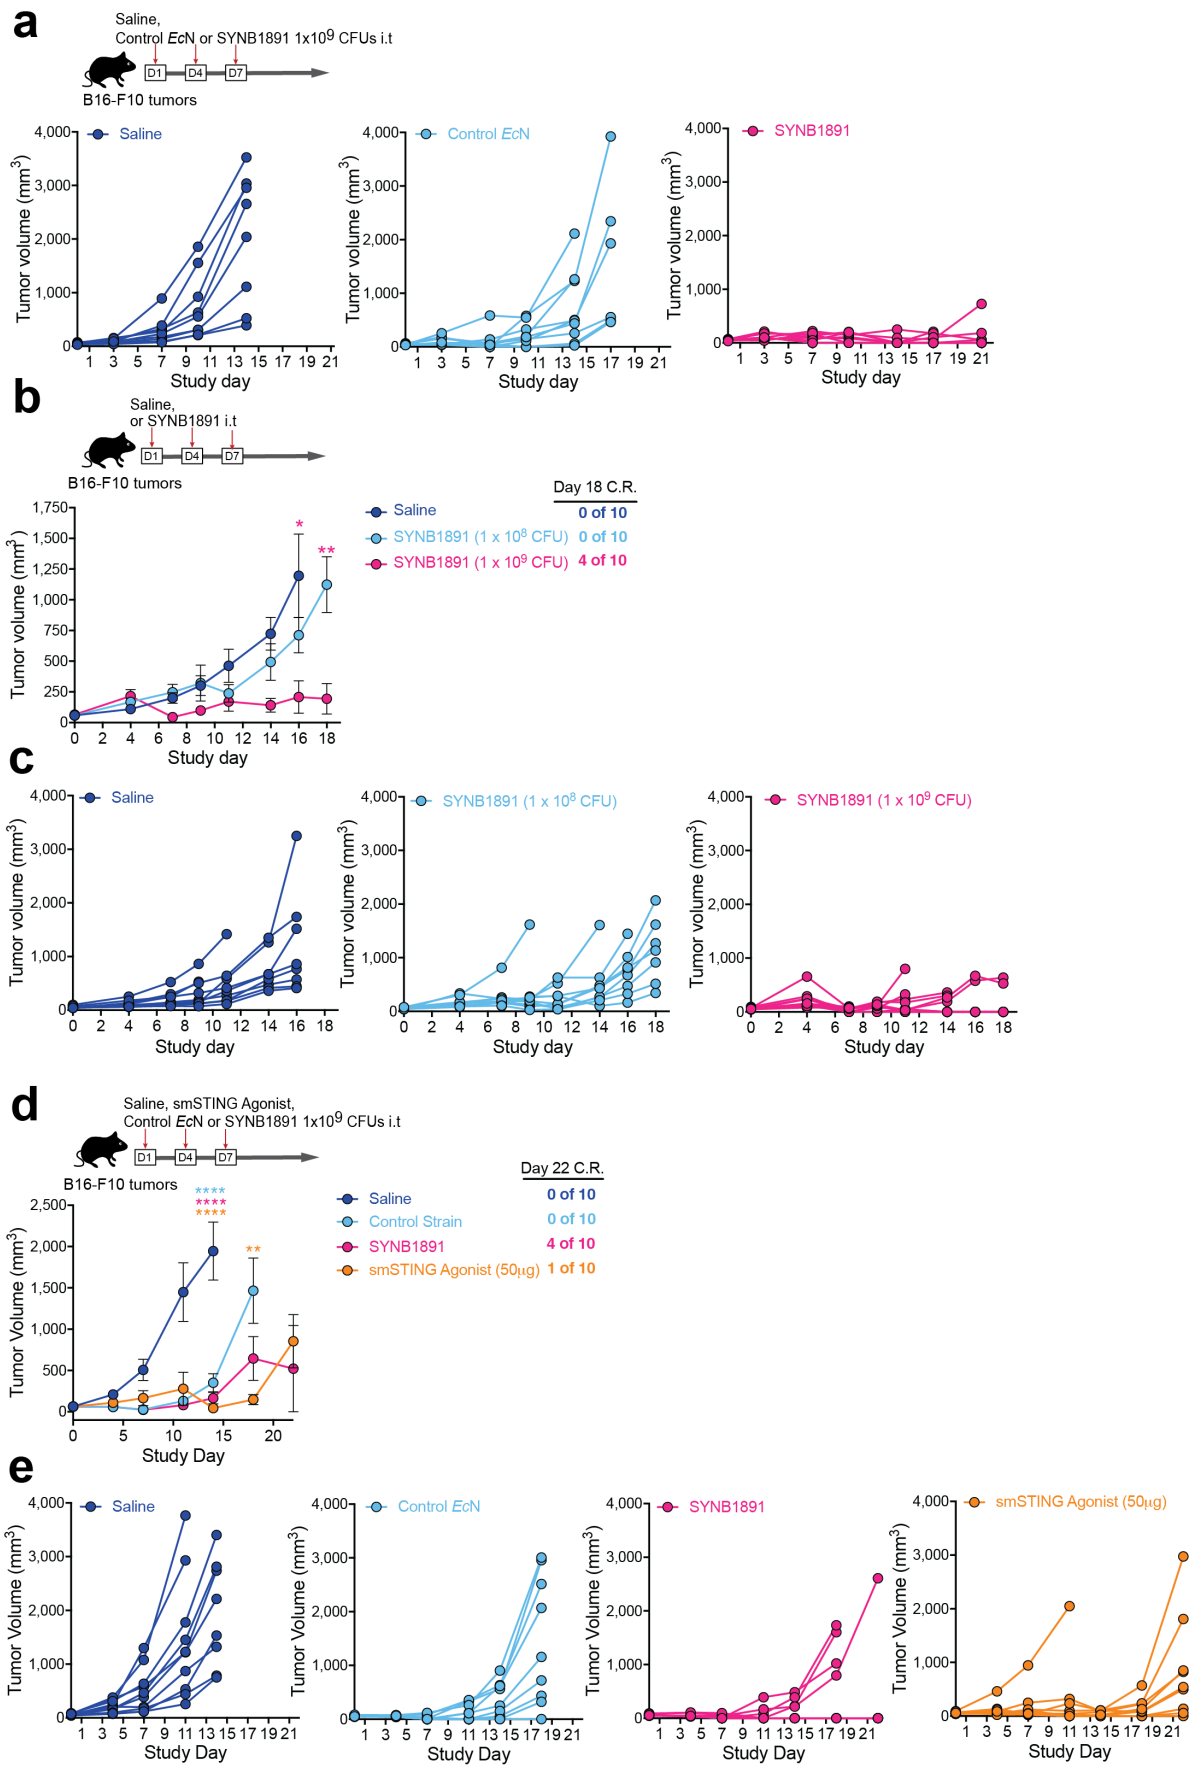 a
Saline,
Control EcN or SYNB1891 1x10⁹ CFUs i.t
D1 D4 D7
B16-F10 tumors
Saline
Tumor volume (mm³)
4,000
3,000
2,000
1,000
0
1 3 5 7 9 11 13 15 17 19 21
Study day
Control EcN
Tumor volume (mm³)
4,000
3,000
2,000
1,000
0
1 3 5 7 9 11 13 15 17 19 21
Study day
SYNB1891
Tumor volume (mm³)
4,000
3,000
2,000
1,000
0
1 3 5 7 9 11 13 15 17 19 21
Study day
b
Saline,
or SYNB1891 i.t
D1 D4 D7
B16-F10 tumors
Tumor volume (mm³)
1,750
1,500
1,250
1,000
750
500
250
0
0 2 4 6 8 10 12 14 16 18
Study day
*
**
Day 18 C.R.
Saline 0 of 10
SYNB1891 (1 x 10⁸ CFU) 0 of 10
SYNB1891 (1 x 10⁹ CFU) 4 of 10
c
Saline
Tumor volume (mm³)
4,000
3,000
2,000
1,000
0
0 2 4 6 8 10 12 14 16 18
Study day
SYNB1891 (1 x 10⁸ CFU)
Tumor volume (mm³)
4,000
3,000
2,000
1,000
0
0 2 4 6 8 10 12 14 16 18
Study day
SYNB1891 (1 x 10⁹ CFU)
Tumor volume (mm³)
4,000
3,000
2,000
1,000
0
0 2 4 6 8 10 12 14 16 18
Study day
d
Saline, smSTING Agonist,
Control EcN or SYNB1891 1x10⁹ CFUs i.t
D1 D4 D7
B16-F10 tumors
Tumor Volume (mm³)
2,500
2,000
1,500
1,000
500
0
0 5 10 15 20
Study Day
****
****
****
**
Day 22 C.R.
Saline 0 of 10
Control Strain 0 of 10
SYNB1891 4 of 10
smSTING Agonist (50µg) 1 of 10
e
Saline
Tumor Volume (mm³)
4,000
3,000
2,000
1,000
0
1 3 5 7 9 11 13 15 17 19 21
Study Day
Control EcN
Tumor Volume (mm³)
4,000
3,000
2,000
1,000
0
1 3 5 7 9 11 13 15 17 19 21
Study Day
SYNB1891
Tumor Volume (mm³)
4,000
3,000
2,000
1,000
0
1 3 5 7 9 11 13 15 17 19 21
Study Day
smSTING Agonist (50µg)
Tumor Volume (mm³)
4,000
3,000
2,000
1,000
0
1 3 5 7 9 11 13 15 17 19 21
Study Day